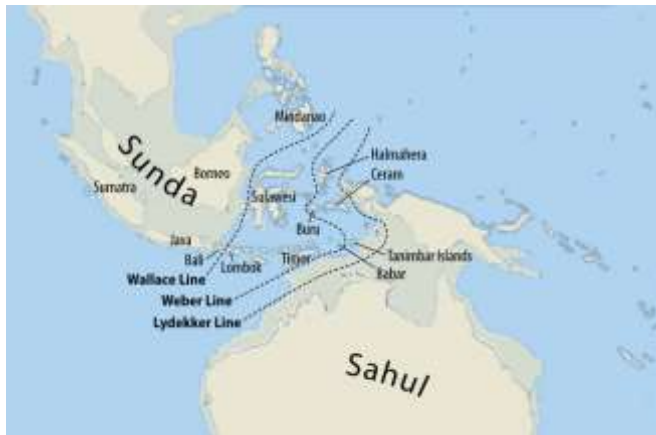 Mindanao
Sunda
Halmahera
Ceram
Borneo
Sumatra
Sulawesi
Buru
Java
Bali
Lombok
Timor
Tanimbar Islands
Babar
Wallace Line
Weber Line
Lydekker Line
Sahul